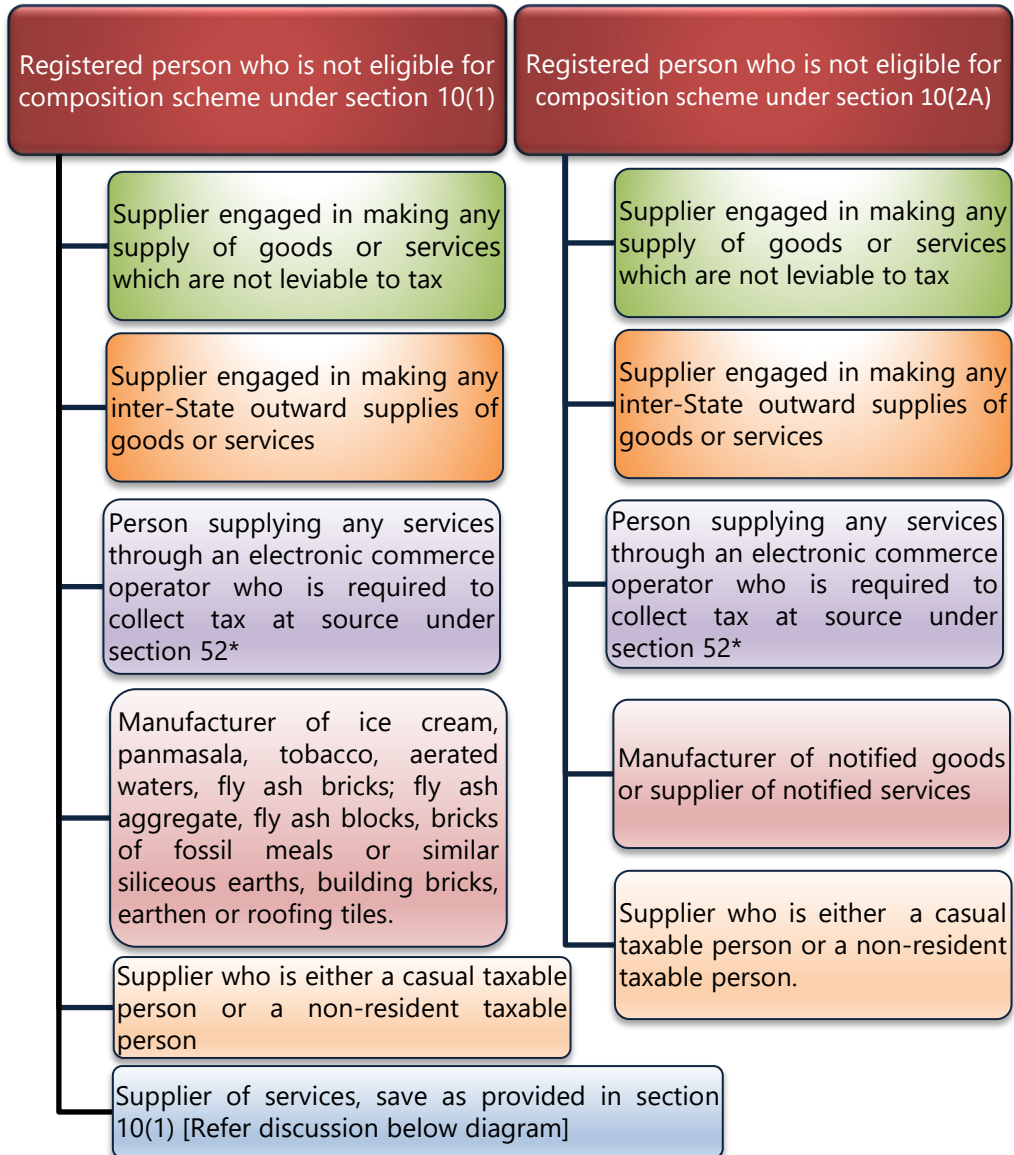 Registered person who is not eligible for
composition scheme under section 10(1)
Supplier engaged in making any
supply of goods or services
which are not leviable to tax
Supplier engaged in making any
inter-State outward supplies of
goods or services
Person supplying any services
through an electronic commerce
operator who is required to
collect tax at source under
section 52*
Manufacturer of ice cream,
panmasala, tobacco, aerated
waters, fly ash bricks; fly ash
aggregate, fly ash blocks, bricks
of fossil meals or similar
siliceous earths, building bricks,
earthen or roofing tiles.
Supplier who is either a casual taxable
person or a non-resident taxable
person
Supplier of services, save as provided in section
10(1) [Refer discussion below diagram]
Registered person who is not eligible for
composition scheme under section 10(2A)
Supplier engaged in making any
supply of goods or services
which are not leviable to tax
Supplier engaged in making any
inter-State outward supplies of
goods or services
Person supplying any services
through an electronic commerce
operator who is required to
collect tax at source under
section 52*
Manufacturer of notified goods
or supplier of notified services
Supplier who is either a casual
taxable person or a non-resident
taxable person.